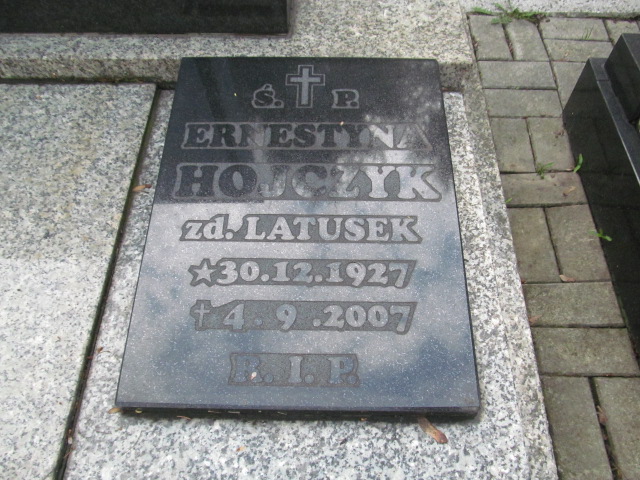 Ś. P.
ERNESTYNA
HOJCZYK
zd. LATUSEK
★30.12.1927
✝4.9.2007
R.I.P.